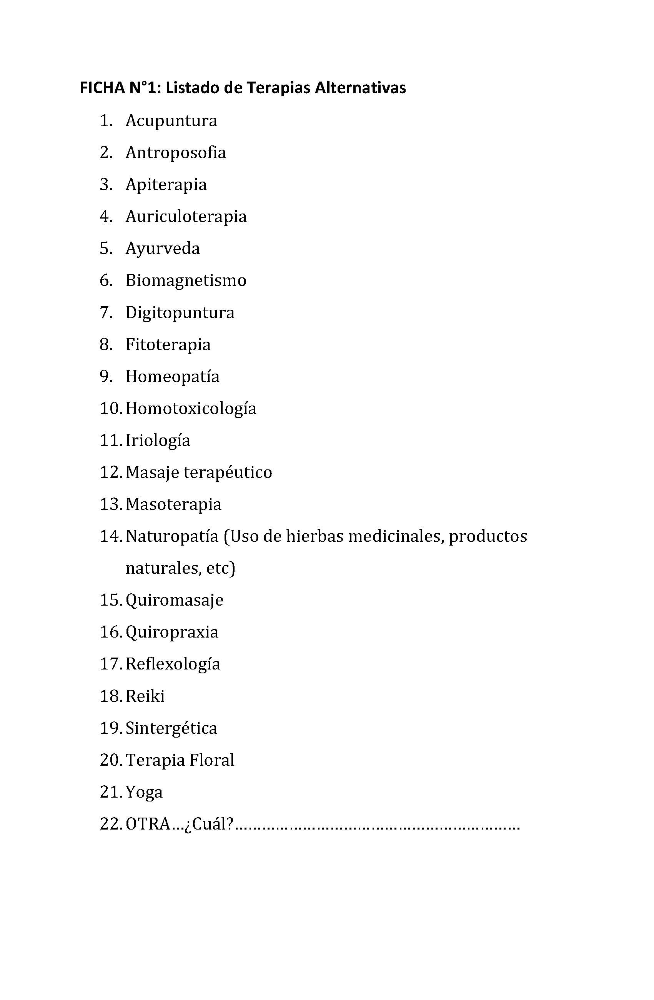 FICHA N°1: Listado de Terapias Alternativas
1. Acupuntura
2. Antroposofia
3. Apiterapia
4. Auriculoterapia
5. Ayurveda
6. Biomagnetismo
7. Digitopuntura
8. Fitoterapia
9. Homeopatía
10. Homotoxicología
11. Iriología
12. Masaje terapéutico
13. Masoterapia
14. Naturopatía (Uso de hierbas medicinales, productos
naturales, etc)
15. Quiromasaje
16. Quiropraxia
17. Reflexología
18. Reiki
19. Sintergética
20. Terapia Floral
21. Yoga
22. OTRA...¿Cuál?...............................................................